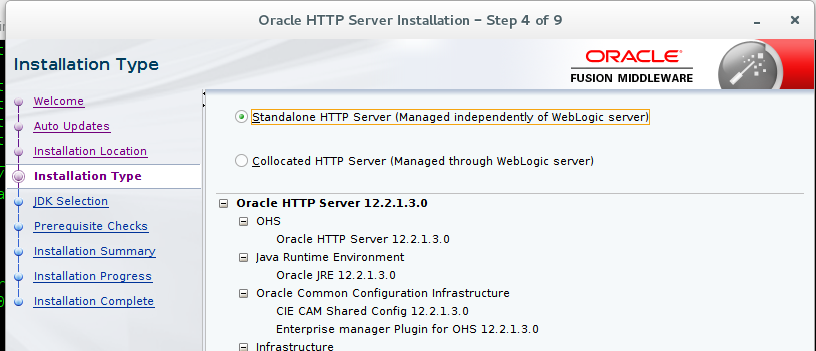 Oracle HTTP Server Installation – Step 4 of 9
Installation Type
ORACLE
FUSION MIDDLEWARE
Welcome
Auto Updates
Installation Location
Installation Type
JDK Selection
Prerequisite Checks
Installation Summary
Installation Progress
Installation Complete
Standalone HTTP Server (Managed independently of WebLogic server)
Collocated HTTP Server (Managed through WebLogic server)
Oracle HTTP Server 12.2.1.3.0
OHS
Oracle HTTP Server 12.2.1.3.0
Java Runtime Environment
Oracle JRE 12.2.1.3.0
Oracle Common Configuration Infrastructure
CIE CAM Shared Config 12.2.1.3.0
Enterprise manager Plugin for OHS 12.2.1.3.0
Infrastructure